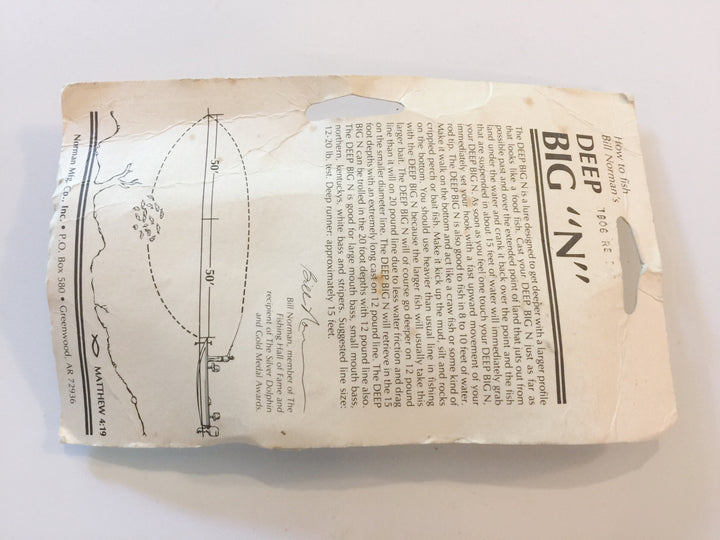 How to fish
Bill Norman's
DEEP
BIG "N"
The DEEP BIG N is a lure designed to get deeper with a larger profile
that looks like a food fish. Cast your DEEP BIG N just as far as
possible past and over the extended point of land that juts out from
land under the water and crank it back over the point and the fish
that are suspended in about 15 feet of water will immediately grab
your DEEP BIG N. As soon as you feel one touch your DEEP BIG N,
immediately set your hook with a fast upward movement of your
rod tip. The DEEP BIG N is also good to fish in 8 to 10 feet of water.
Make it walk on the bottom and act like a craw fish or some kind of
crippled perch or bait fish. Make it kick up the mud, silt and rocks
on the bottom. You should use heavier than usual line in fishing
with the DEEP BIG N, because the larger fish will usually take this
larger bait. The DEEP BIG N will of course go deeper on 12 pound
line than it will on 20 pound line due to less water friction and drag
on the smaller diameter line. The DEEP BIG N will retrieve in the 15
foot depths with an extremely long cast on 12 pound line. The DEEP
BIG N can be trolled in the 20 foot depths with 12 pound line also.
The DEEP BIG N is good for large mouth bass, small mouth bass,
northern, kentuckys, white bass and stripers. Suggested line size:
12-20 lb. test. Deep runner: approximately 15 feet.
Bill Norman
Bill Norman, member of The
Fishing Hall of Fame and
recipient of The Silver Dolphin
and Gold Medal Awards.
50'
50'
Norman Mfg. Co., Inc. • P.O. Box 580 • Greenwood, AR 72936
MATTHEW 4:19